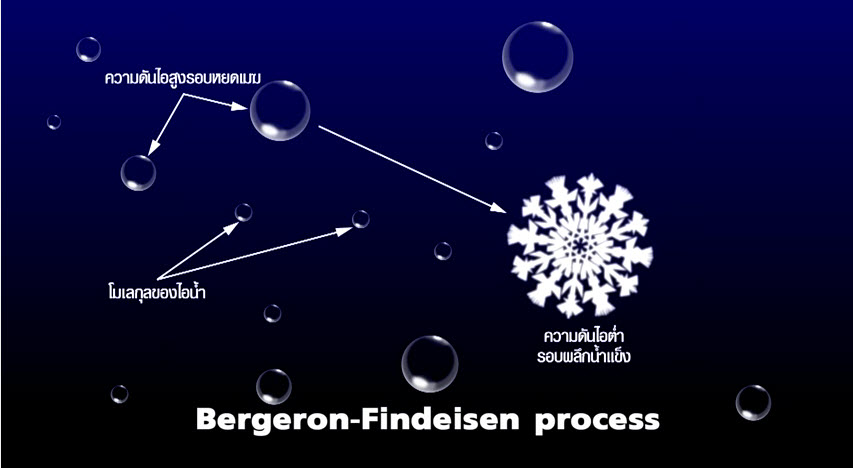 ความดันไอสูงรอบหยดเมฆ
โมเลกุลของไอน้ำ
ความดันไอต่ำ
รอบพลึกน้ำแข็ง
Bergeron-Findeisen process